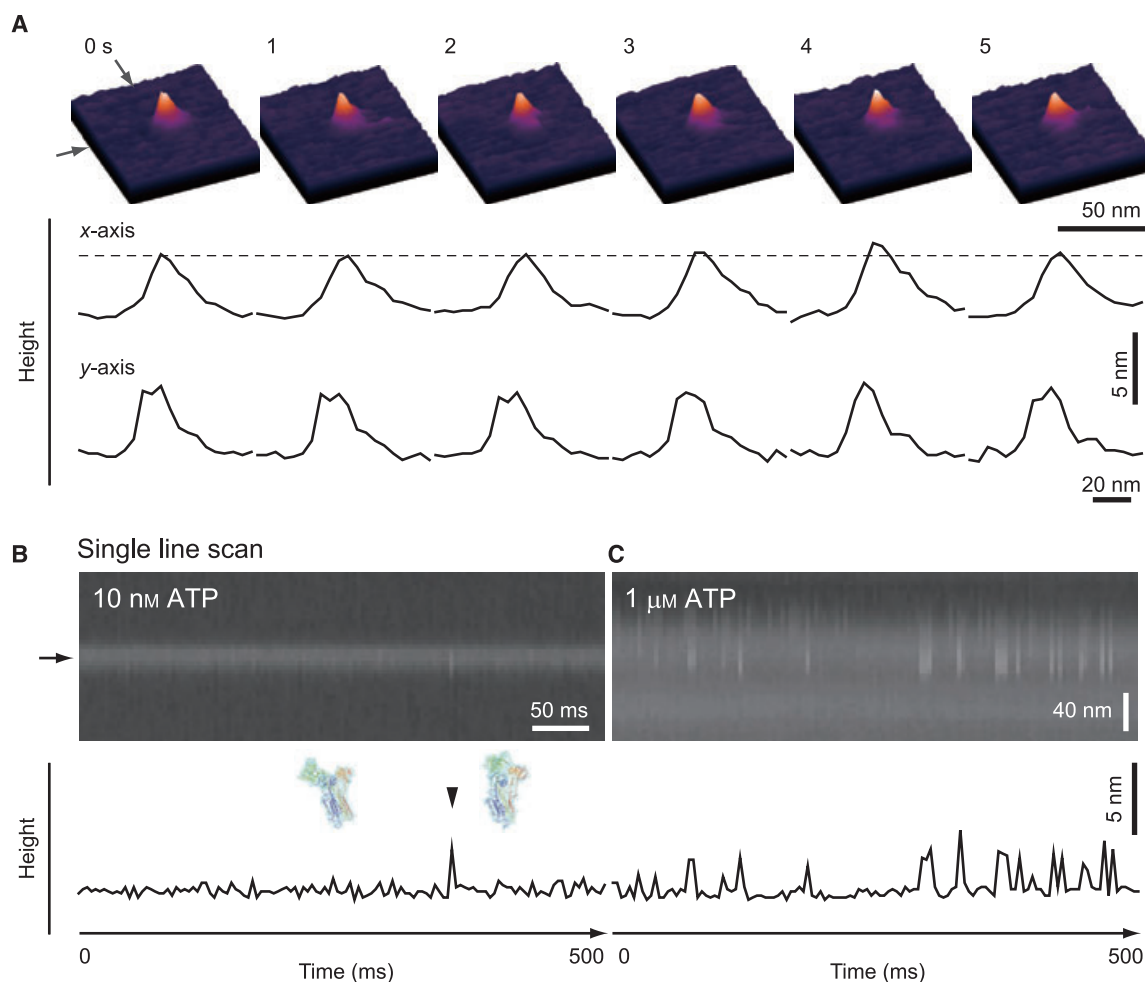 A
0 s 1 2 3 4 5
50 nm
x-axis
Height
5 nm
y-axis
20 nm
B Single line scan C
10 nM ATP 1 μM ATP
50 ms 40 nm
Height
5 nm
0 500 0 500
Time (ms) Time (ms)